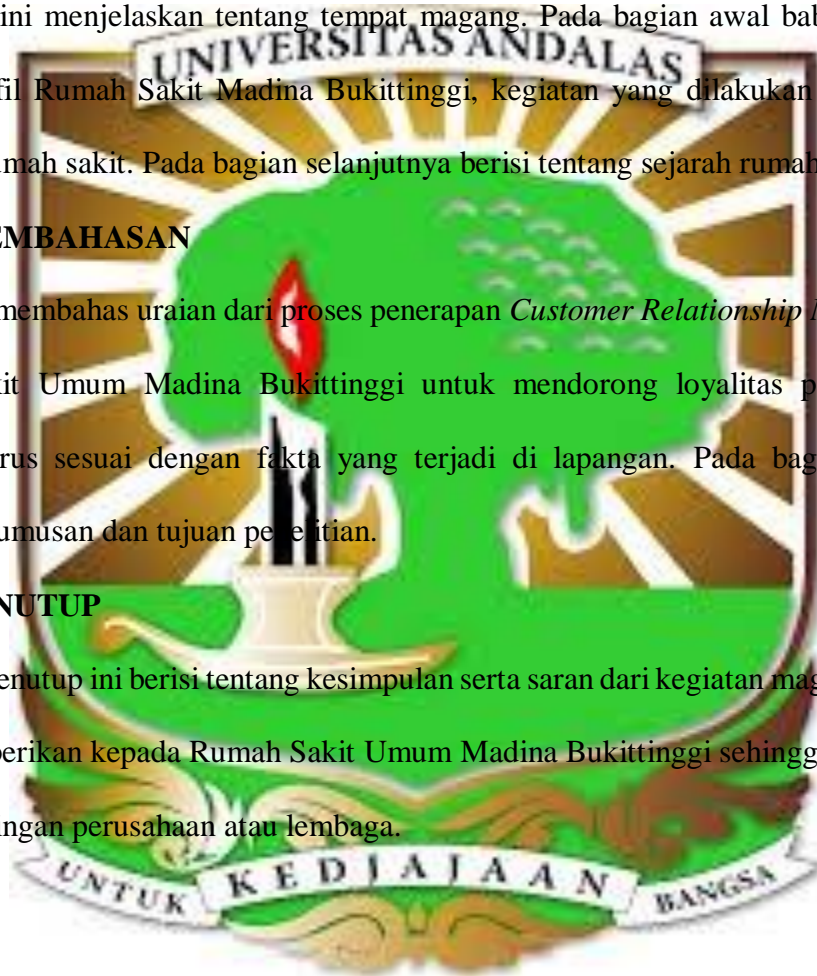 ini menjelaskan tentang tempat magang. Pada bagian awal bab
UNIVERSITAS ANDALAS
fil Rumah Sakit Madina Bukittinggi, kegiatan yang dilakukan
umah sakit. Pada bagian selanjutnya berisi tentang sejarah rumah
EMBAHASAN
membahas uraian dari proses penerapan Customer Relationship
kit Umum Madina Bukittinggi untuk mendorong loyalitas p
rus sesuai dengan fakta yang terjadi di lapangan. Pada bag
umusan dan tujuan penelitian.
NUTUP
enutup ini berisi tentang kesimpulan serta saran dari kegiatan mag
berikan kepada Rumah Sakit Umum Madina Bukittinggi sehingg
ingan perusahaan atau lembaga.
UNTUK KEDJAJAAN BANGSA